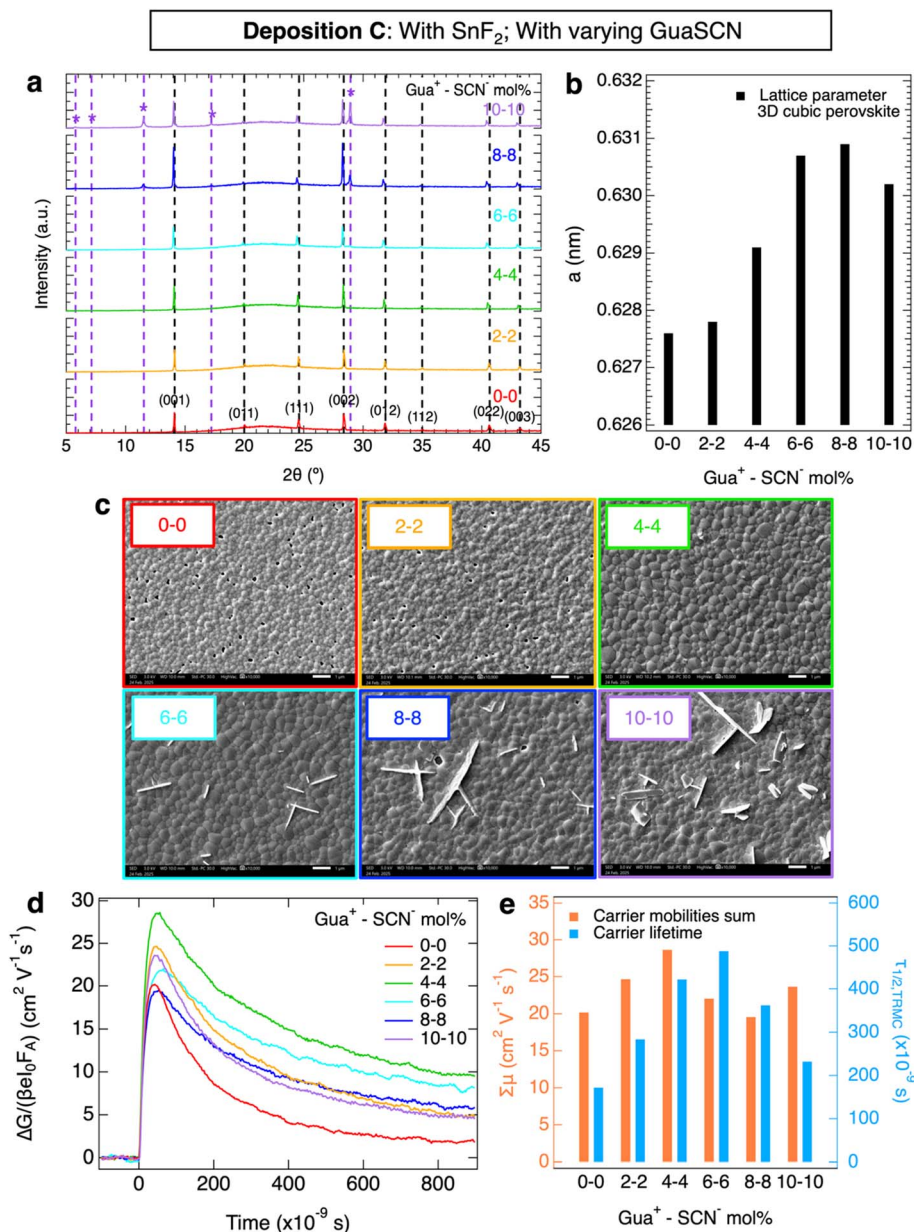 Deposition C: With SnF₂; With varying GuaSCN
a
Gua⁺ - SCN⁻ mol%
10-10
8-8
6-6
4-4
2-2
0-0
(001)
(011)
(111)
(002)
(012)
(112)
(022)
(003)
Intensity (a.u.)
5 10 15 20 25 30 35 40 45
2θ (º)
b
Lattice parameter
3D cubic perovskite
0.632
0.631
0.630
0.629
0.628
0.627
0.626
a (nm)
0-0 2-2 4-4 6-6 8-8 10-10
Gua⁺ - SCN⁻ mol%
c
0-0
2-2
4-4
6-6
8-8
10-10
24 Feb. 2025
1 μm
d
Gua⁺ - SCN⁻ mol%
0-0
2-2
4-4
6-6
8-8
10-10
30
25
20
15
10
5
0
ΔG/(βeI₀F_A) (cm² V⁻¹s⁻¹)
0 200 400 600 800
Time (x10⁻⁹ s)
e
Carrier mobilities sum
Carrier lifetime
35
30
25
20
15
10
5
0
Σμ (cm² V⁻¹ s⁻¹)
600
500
400
300
200
100
0
τ₁/₂,TRMC (x10⁻⁹ s)
0-0 2-2 4-4 6-6 8-8 10-10
Gua⁺ - SCN⁻ mol%